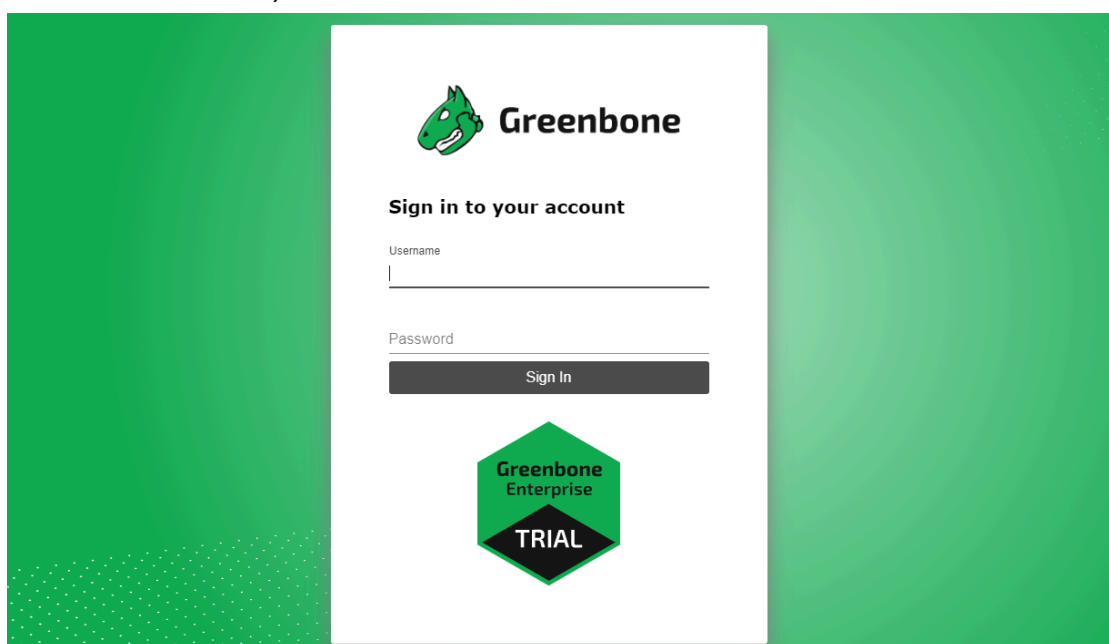 Greenbone
Sign in to your account
Username
Password
Sign In
Greenbone
Enterprise
TRIAL